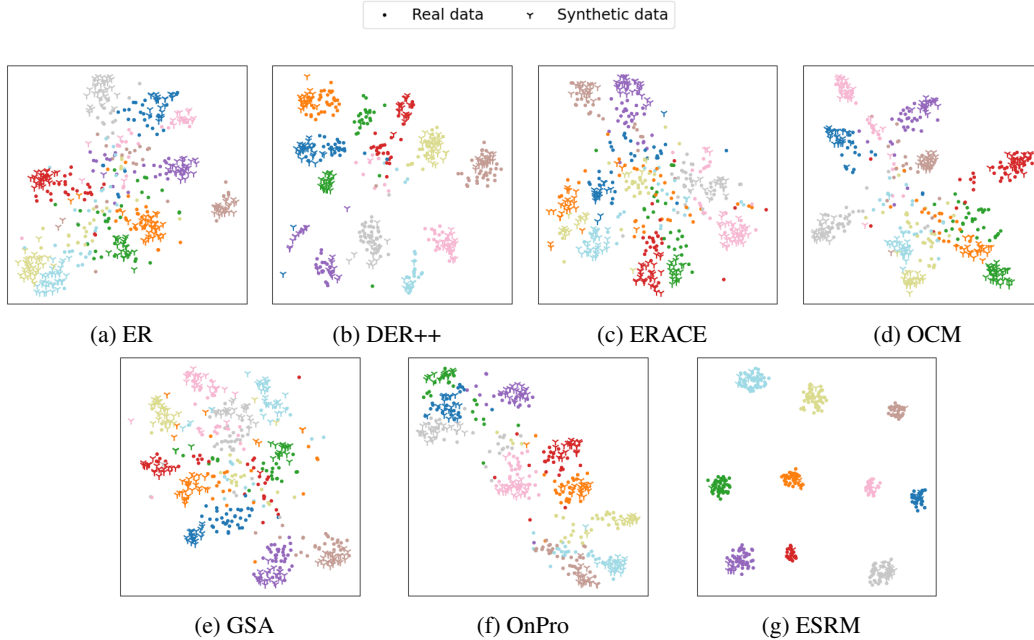 Real data Synthetic data
(a) ER (b) DER++ (c) ERACE (d) OCM
(e) GSA (f) OnPro (g) ESRM